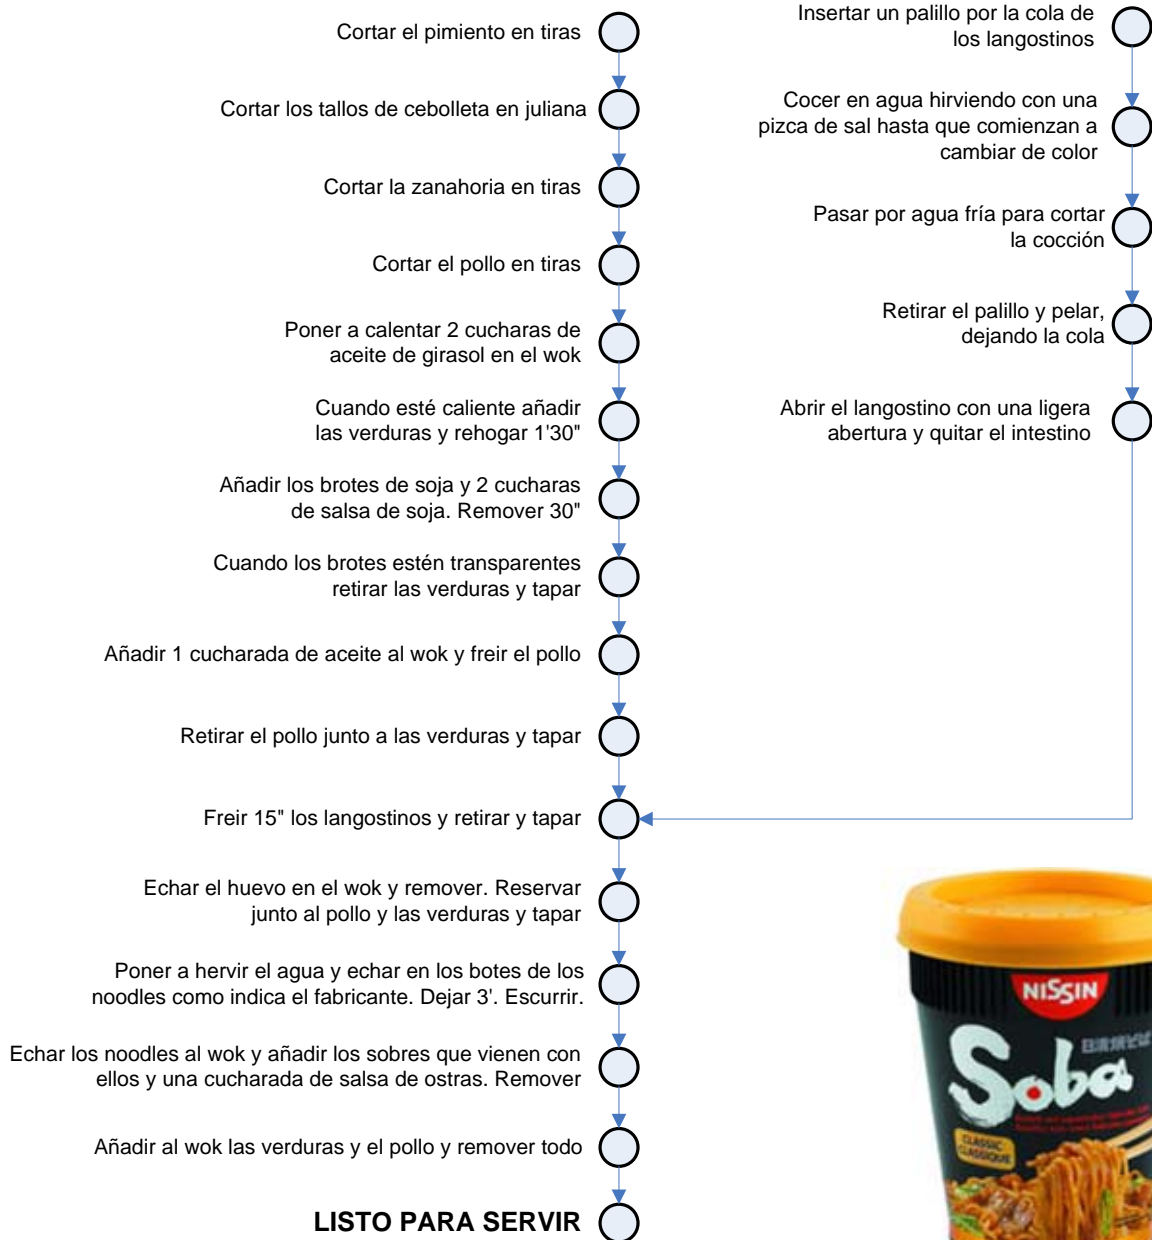 Cortar el pimiento en tiras
Cortar los tallos de cebolleta en juliana
Cortar la zanahoria en tiras
Cortar el pollo en tiras
Poner a calentar 2 cucharas de
aceite de girasol en el wok
Cuando esté caliente añadir
las verduras y rehogar 1'30"
Añadir los brotes de soja y 2 cucharas
de salsa de soja. Remover 30"
Cuando los brotes estén transparentes
retirar las verduras y tapar
Añadir 1 cucharada de aceite al wok y freir el pollo
Retirar el pollo junto a las verduras y tapar
Freir 15" los langostinos y retirar y tapar
Echar el huevo en el wok y remover. Reservar
junto al pollo y las verduras y tapar
Poner a hervir el agua y echar en los botes de los
noodles como indica el fabricante. Dejar 3'. Escurrir.
Echar los noodles al wok y añadir los sobres que vienen con
ellos y una cucharada de salsa de ostras. Remover
Añadir al wok las verduras y el pollo y remover todo
LISTO PARA SERVIR
Insertar un palillo por la cola de
los langostinos
Cocer en agua hirviendo con una
pizca de sal hasta que comienzan a
cambiar de color
Pasar por agua fría para cortar
la cocción
Retirar el palillo y pelar,
dejando la cola
Abrir el langostino con una ligera
abertura y quitar el intestino
NISSIN
Soba
CLASSIC
CLASSIQUE